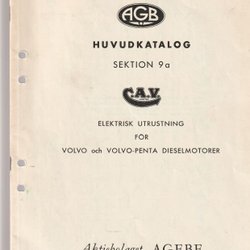 AGB
HUVUDKATALOG
SEKTION 9a
C.A.V.
ELEKTRISK UTRUSTNING
FÖR
VOLVO och VOLVO-PENTA DIESELMOTORER
Aktiebolaget AGEBE